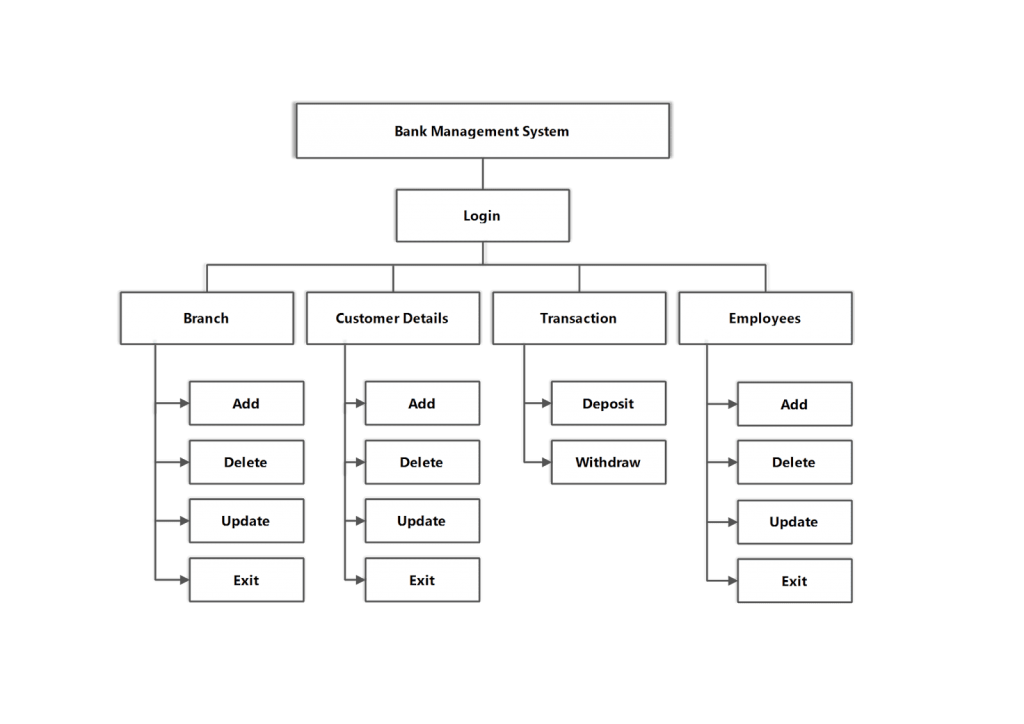 Bank Management System
Login
Branch
Customer Details
Transaction
Employees
Add
Add
Deposit
Add
Delete
Delete
Withdraw
Delete
Update
Update
Update
Exit
Exit
Exit